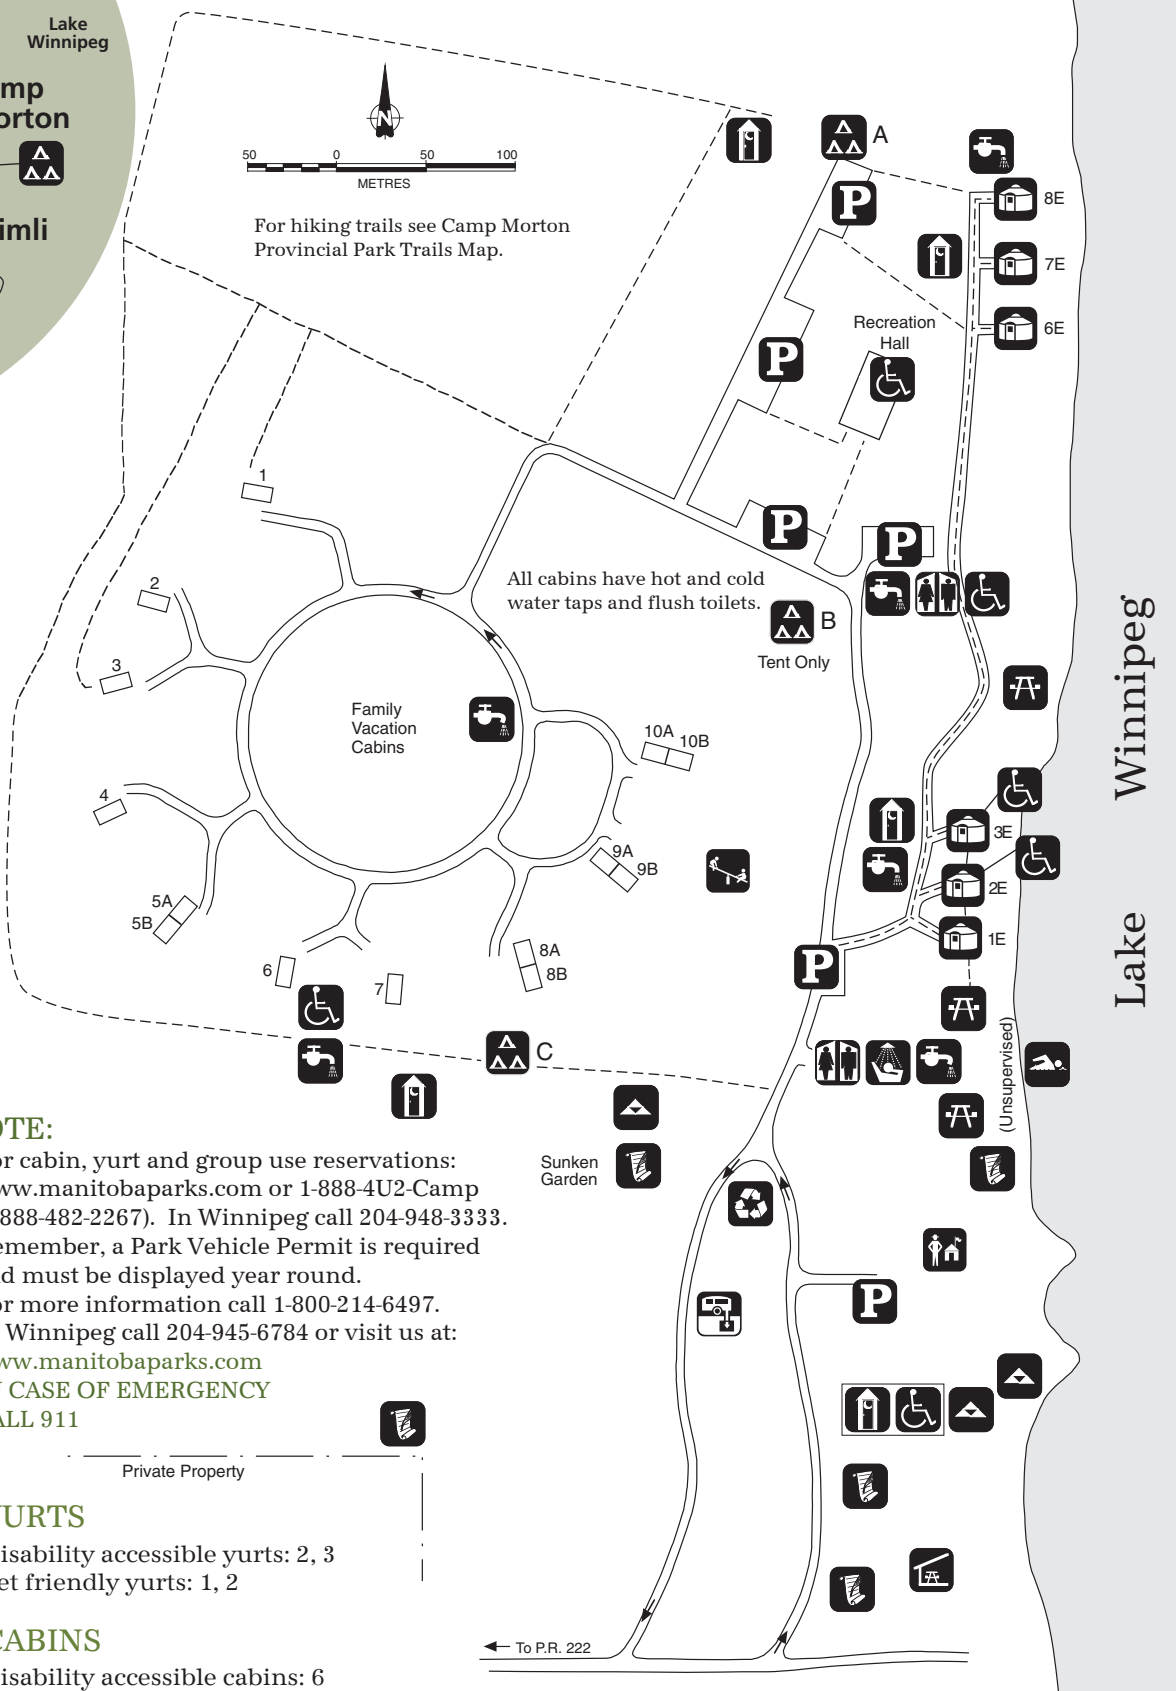 Lake
Winnipeg
mp
orton
imli
N
50 0 50 100
METRES
For hiking trails see Camp Morton
Provincial Park Trails Map.
A
P
8E
7E
6E
Recreation
Hall
P
1
P
P
All cabins have hot and cold
water taps and flush toilets.
B
Tent Only
2
3
Family
Vacation
Cabins
10A 10B
4
9A
9B
5A
5B
3E
2E
1E
6
7
8A
8B
P
C
(Unsupervised)
Lake Winnipeg
Sunken
Garden
P
OTE:
or cabin, yurt and group use reservations:
ww.manitobaparks.com or 1-888-4U2-Camp
888-482-2267). In Winnipeg call 204-948-3333.
emember, a Park Vehicle Permit is required
d must be displayed year round.
or more information call 1-800-214-6497.
Winnipeg call 204-945-6784 or visit us at:
ww.manitobaparks.com
CASE OF EMERGENCY
ALL 911
Private Property
YURTS
isability accessible yurts: 2, 3
et friendly yurts: 1, 2
CABINS
isability accessible cabins: 6
To P.R. 222